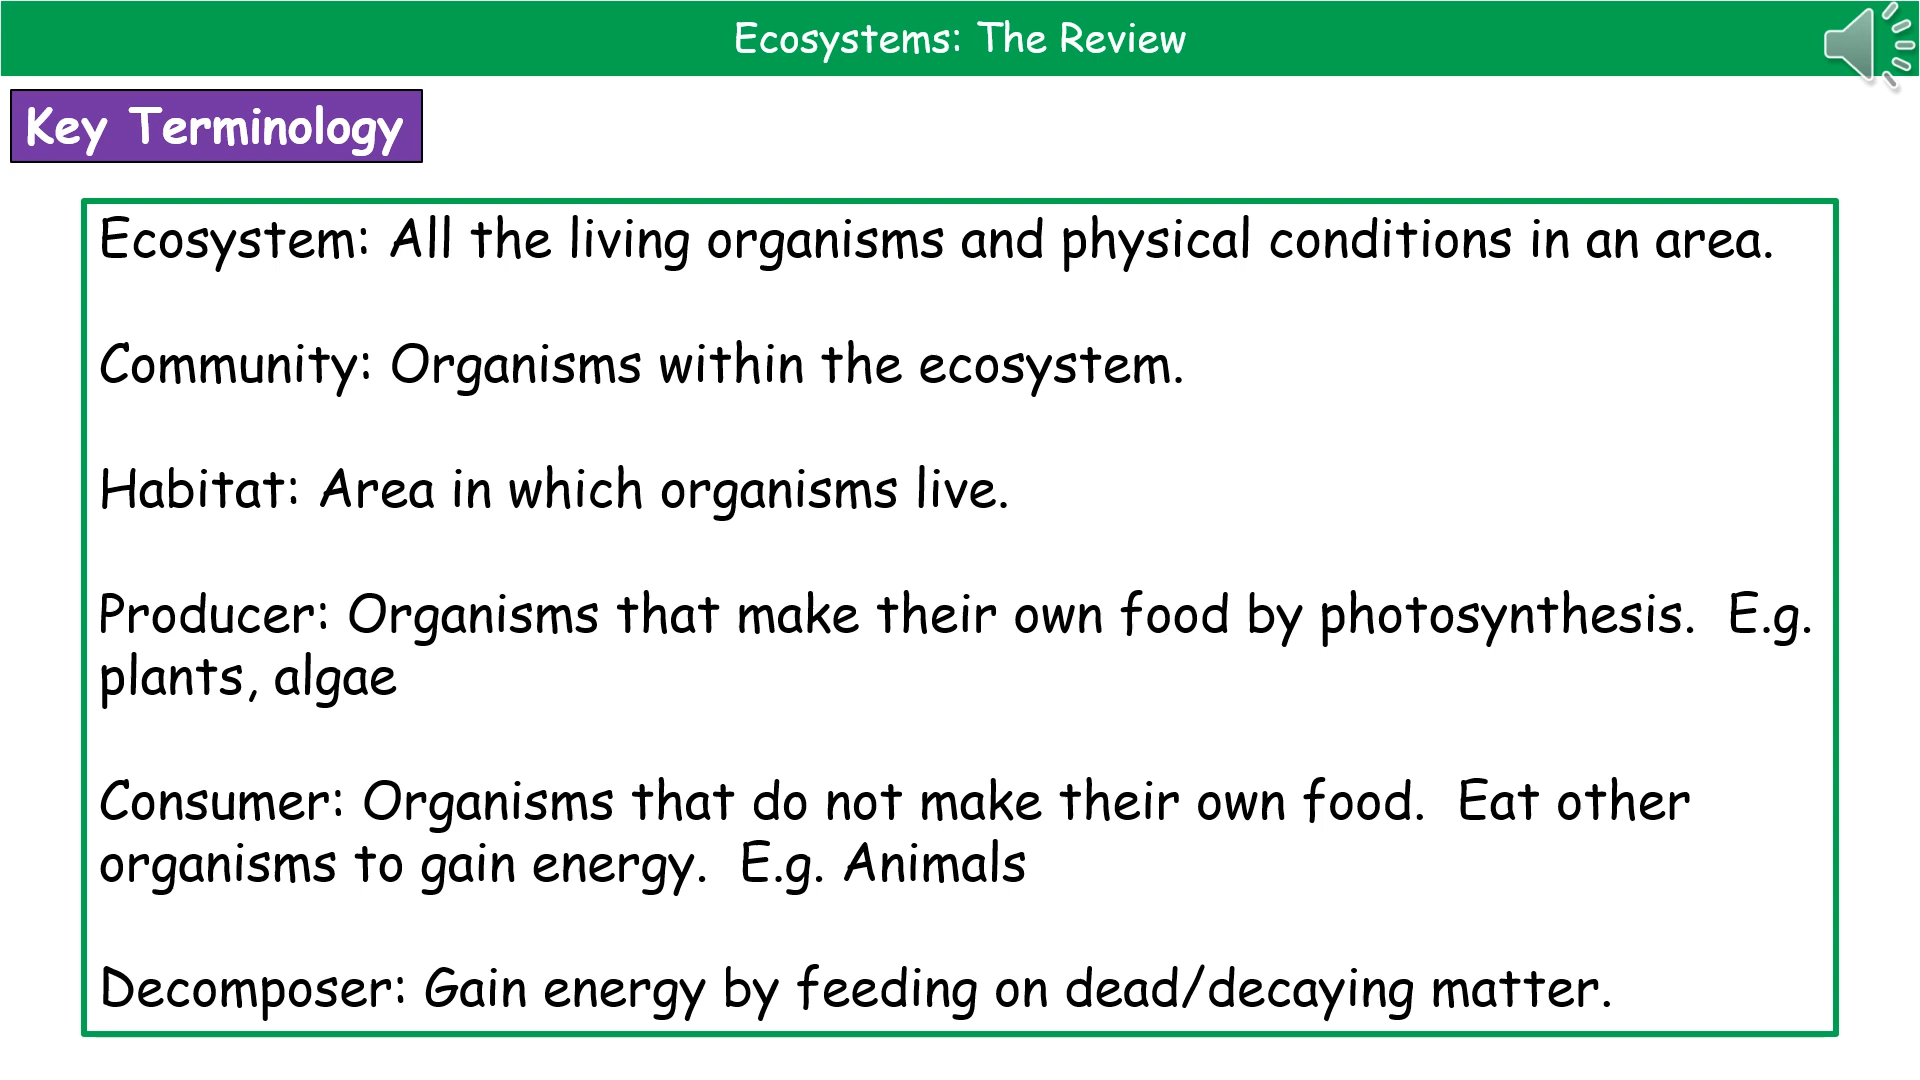 Ecosystems: The Review
Key Terminology
Ecosystem: All the living organisms and physical conditions in an area.
Community: Organisms within the ecosystem.
Habitat: Area in which organisms live.
Producer: Organisms that make their own food by photosynthesis.  E.g.
plants, algae
Consumer: Organisms that do not make their own food.  Eat other
organisms to gain energy.  E.g. Animals
Decomposer: Gain energy by feeding on dead/decaying matter.